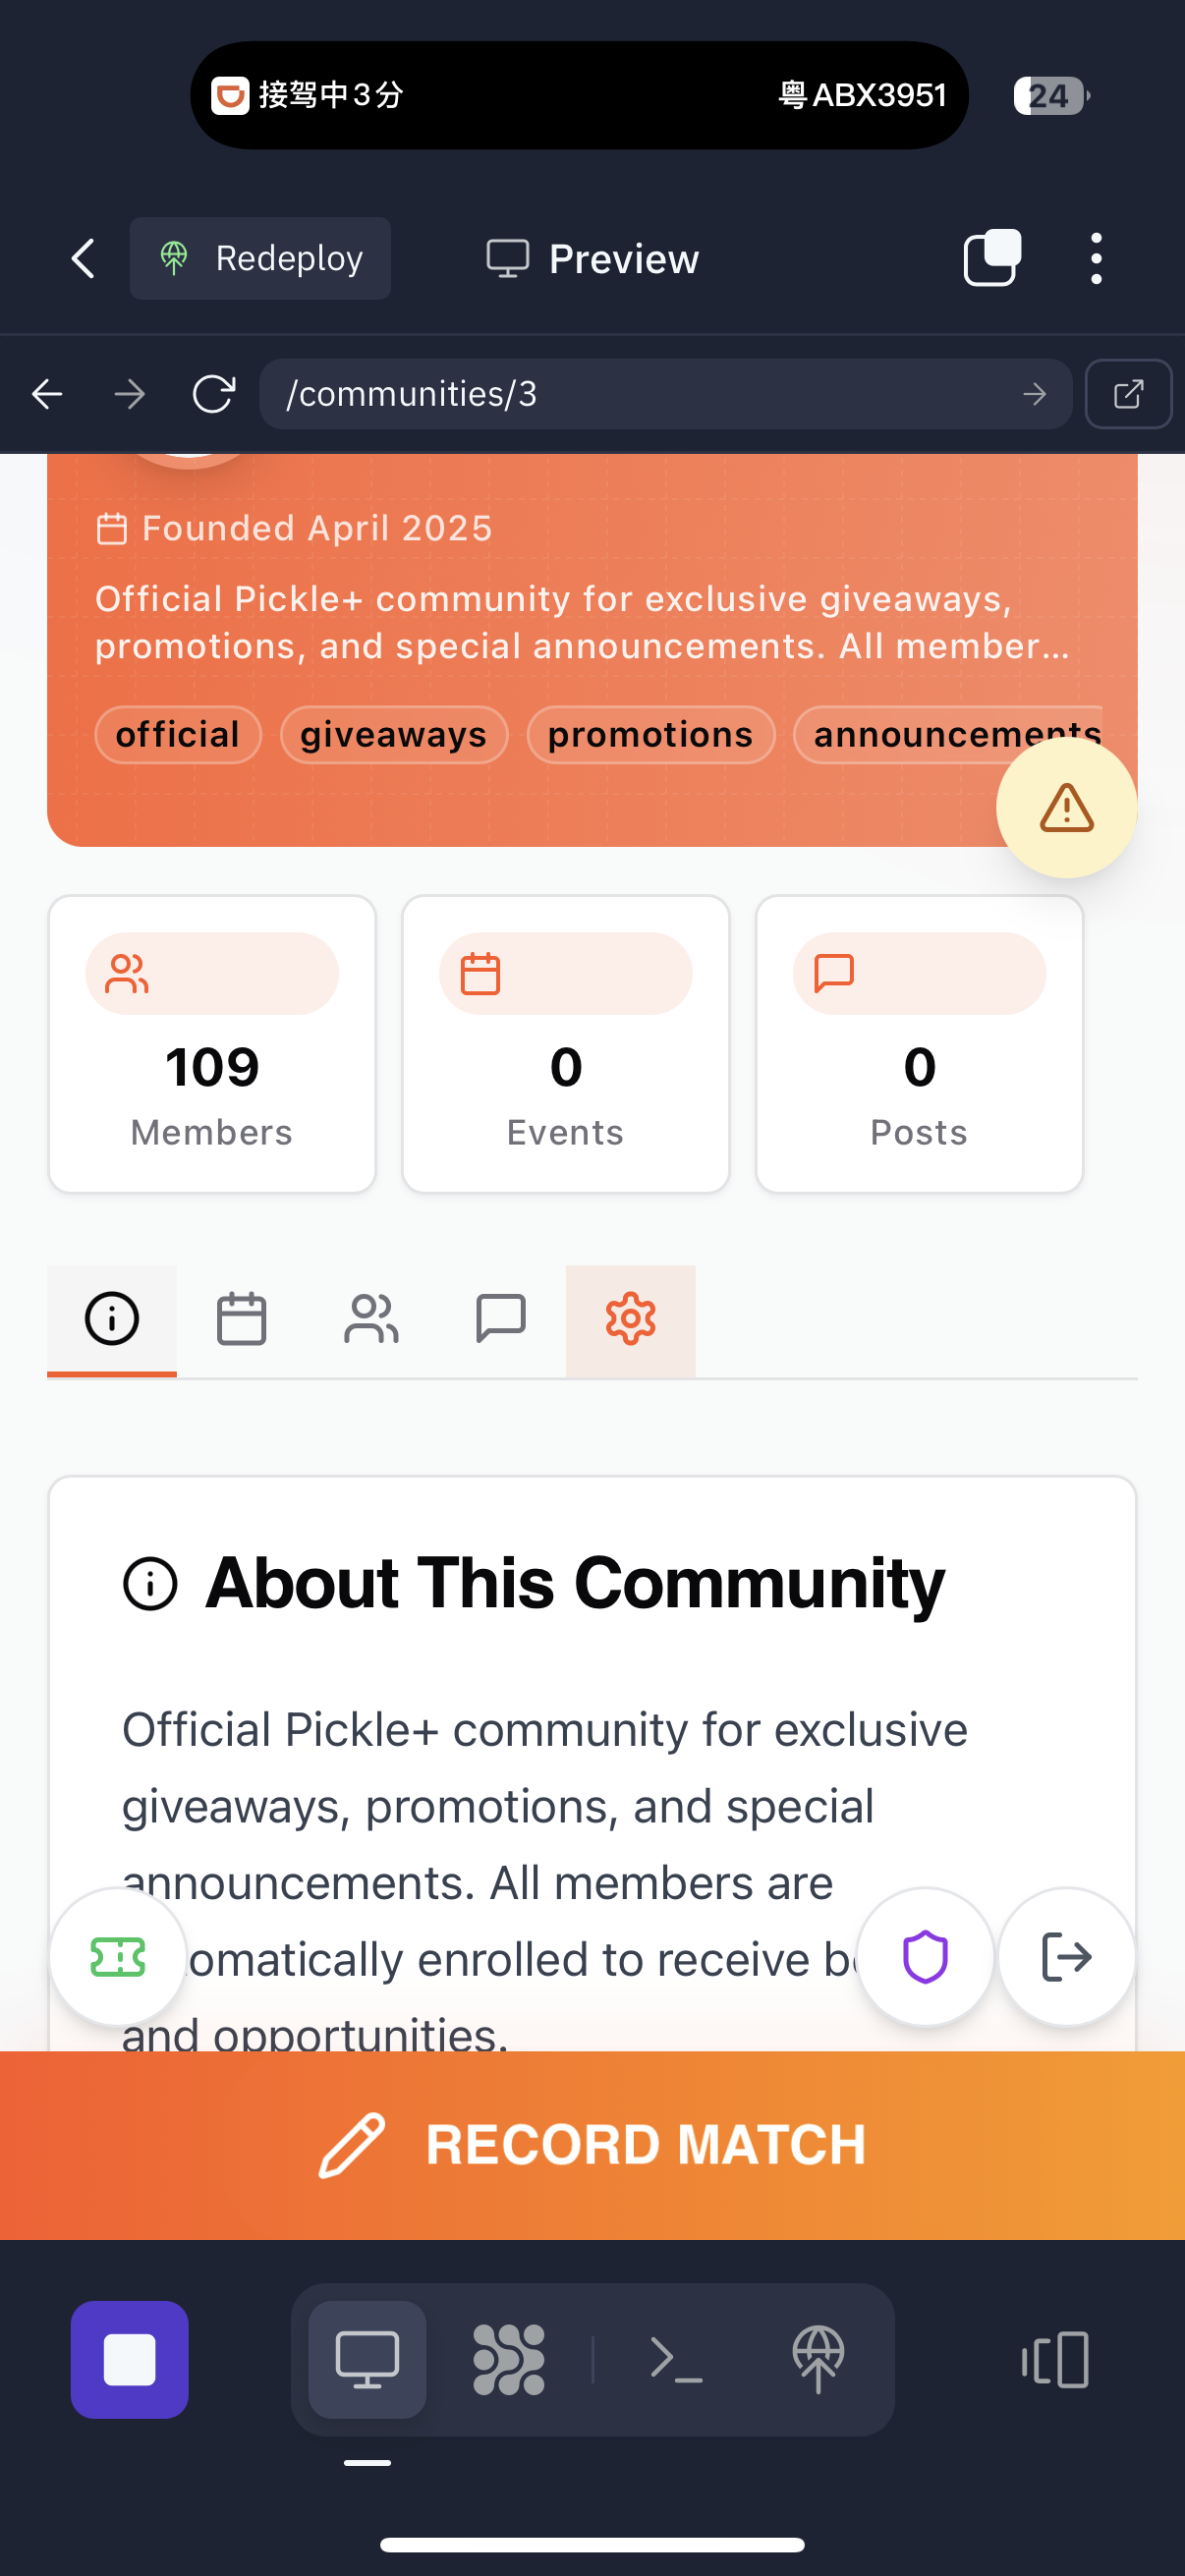 接驾中3分
粤ABX3951
24
Redeploy
Preview
/communities/3
Founded April 2025
Official Pickle+ community for exclusive giveaways,
promotions, and special announcements. All member...
official giveaways promotions announcements
109 0 0
Members Events Posts
About This Community
Official Pickle+ community for exclusive
giveaways, promotions, and special
announcements. All members are
enrolled to receive
and opportunities.
RECORD MATCH